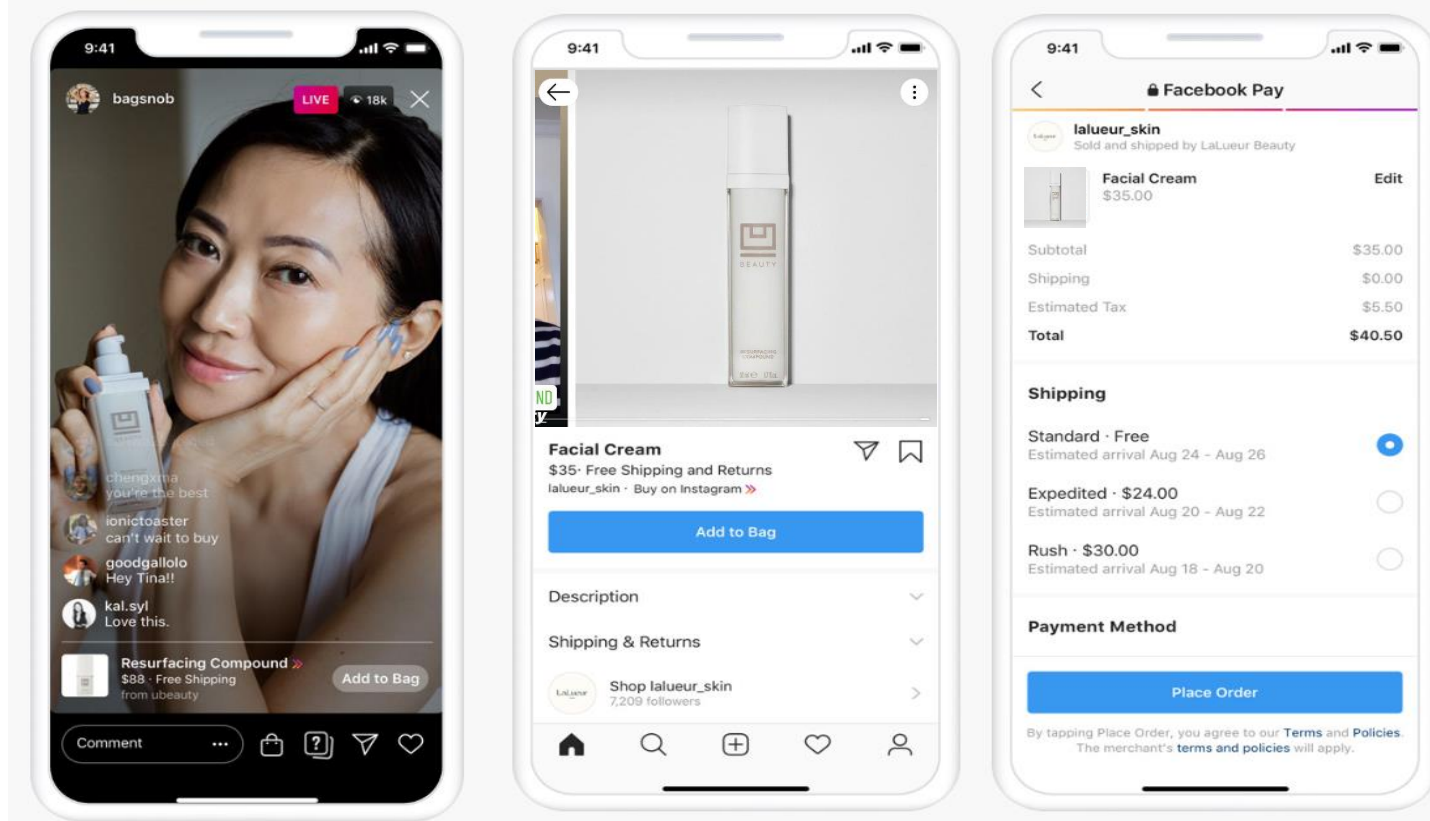 9:41
bagsnob
LIVE
18k
BEAUTY
chengxina
you're the best
ionictoaster
can't wait to buy
goodgallolo
Hey Tina!!
kal.syl
Love this.
Resurfacing Compound
$88 · Free Shipping
from ubeauty
Add to Bag
Comment
9:41
BEAUTY
RESURFACING
COMPOUND
ND
y
Facial Cream
$35· Free Shipping and Returns
lalueur_skin · Buy on Instagram
Add to Bag
Description
Shipping & Returns
LaLueur
Shop lalueur_skin
7,209 followers
9:41
Facebook Pay
LaLueur
lalueur_skin
Sold and shipped by LaLueur Beauty
Facial Cream
Edit
$35.00
Subtotal $35.00
Shipping $0.00
Estimated Tax $5.50
Total $40.50
Shipping
Standard · Free
Estimated arrival Aug 24 - Aug 26
Expedited · $24.00
Estimated arrival Aug 20 - Aug 22
Rush · $30.00
Estimated arrival Aug 18 - Aug 20
Payment Method
Place Order
By tapping Place Order, you agree to our Terms and Policies.
The merchant's terms and policies will apply.